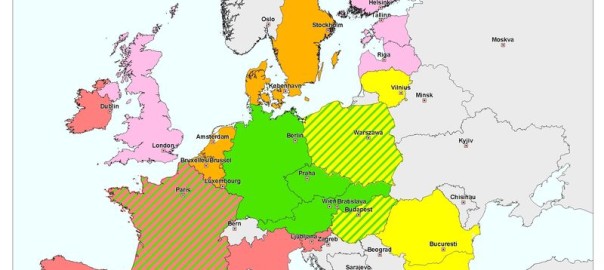 Helsinki
Oslo
Tallinn
Stockholm
Moskva
Riga
København
Vilnius
Minsk
Dublin
Amsterdam
Berlin
Warszawa
London
Kyjiv
Bruxelles/Brussel
Praha
Luxembourg
Paris
Chisinau
Wien
Bratislava
Budapest
Bern
Ljubljana
Zagreb
Bucuresti
Beograd
Sarajevo